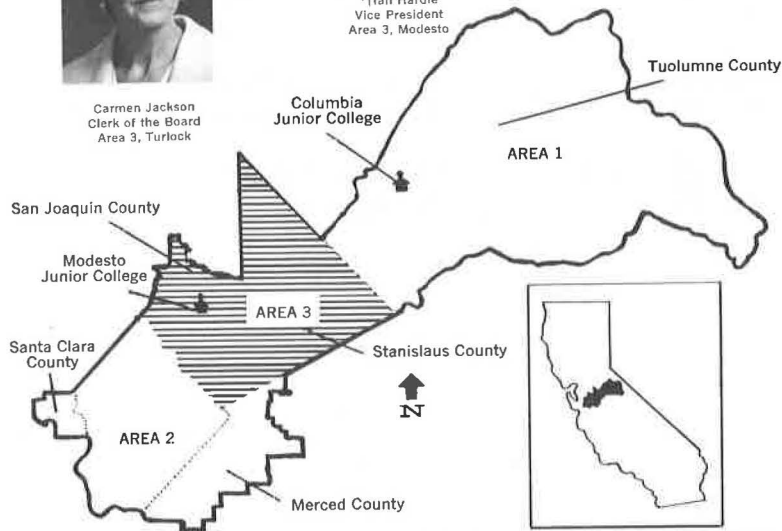 Vice President
Area 3, Modesto
Carmen Jackson
Clerk of the Board
Area 3, Turlock
Columbia
Junior College
Tuolumne County
AREA 1
San Joaquin County
Modesto
Junior College
AREA 3
Santa Clara
County
Stanislaus County
N
AREA 2
Merced County